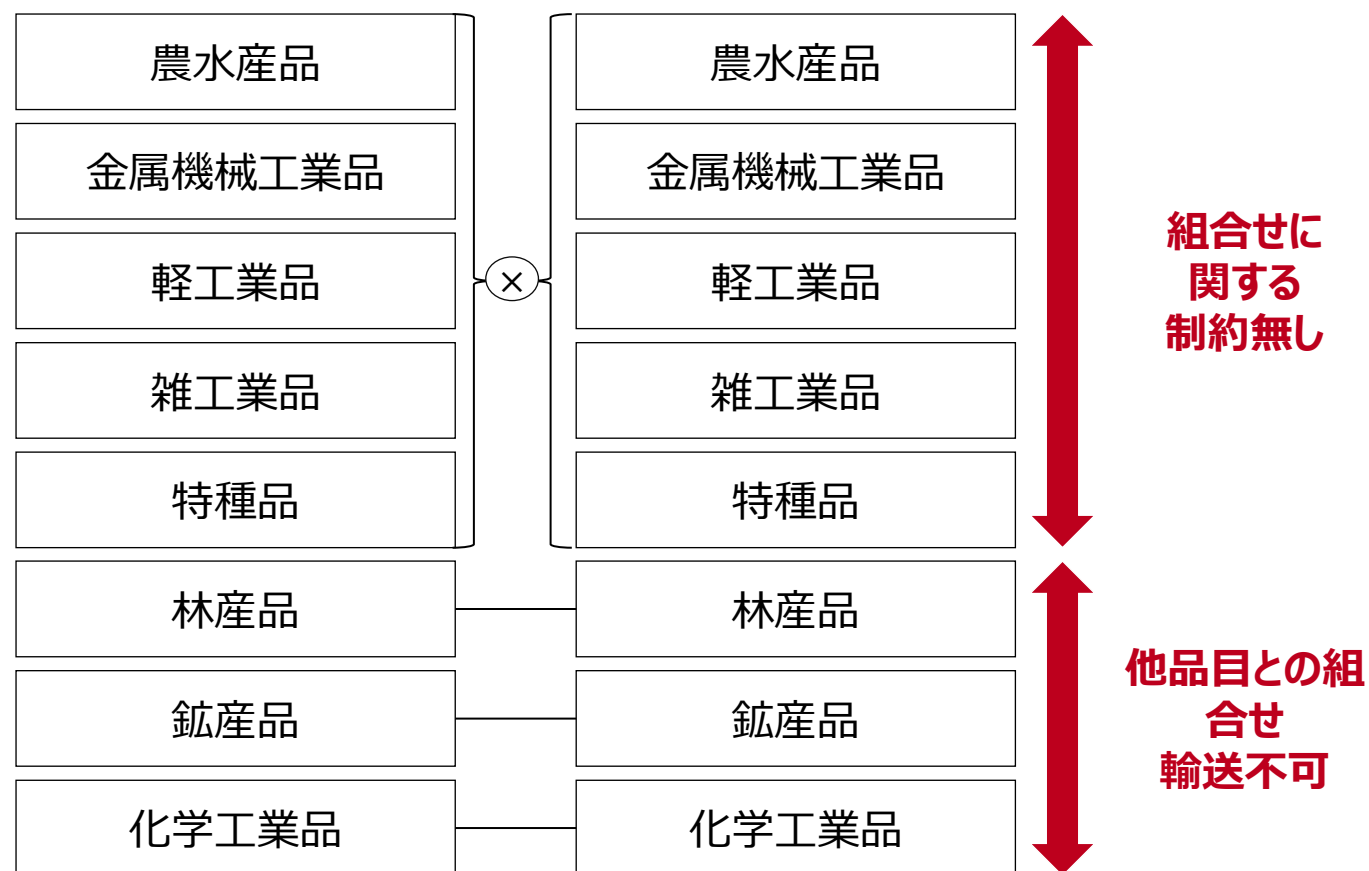 農水産品 農水産品
金属機械工業品 金属機械工業品
軽工業品 × 軽工業品
雑工業品 雑工業品
特種品 特種品
林産品 林産品
鉱産品 鉱産品
化学工業品 化学工業品
組合せに
関する
制約無し
他品目との組
合せ
輸送不可